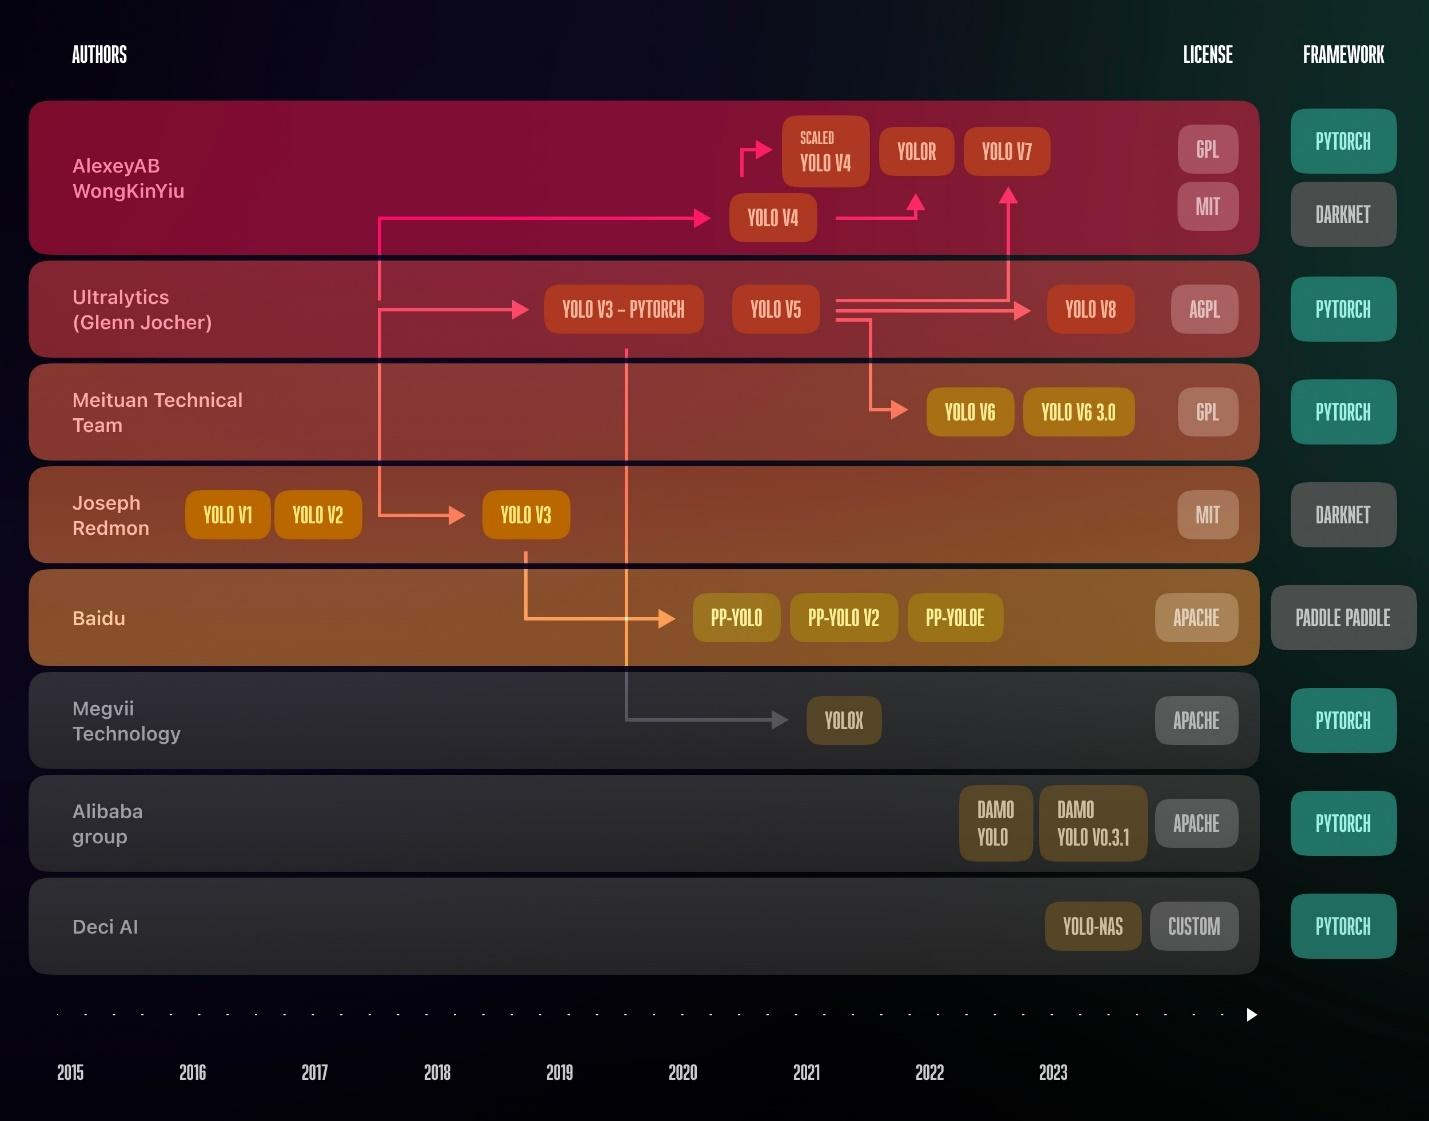 AUTHORS
LICENSE
FRAMEWORK
AlexeyAB
WongKinYiu
SCALED
YOLO V4
YOLOR
YOLO V7
YOLO V4
GPL
MIT
PYTORCH
DARKNET
Ultralytics
(Glenn Jocher)
YOLO V3 – PYTORCH
YOLO V5
YOLO V8
AGPL
PYTORCH
Meituan Technical
Team
YOLO V6
YOLO V6 3.0
GPL
PYTORCH
Joseph
Redmon
YOLO V1
YOLO V2
YOLO V3
MIT
DARKNET
Baidu
PP-YOLO
PP-YOLO V2
PP-YOLOE
APACHE
PADDLE PADDLE
Megvii
Technology
YOLOX
APACHE
PYTORCH
Alibaba
group
DAMO
YOLO
DAMO
YOLO V0.3.1
APACHE
PYTORCH
Deci AI
YOLO-NAS
CUSTOM
PYTORCH
2015
2016
2017
2018
2019
2020
2021
2022
2023